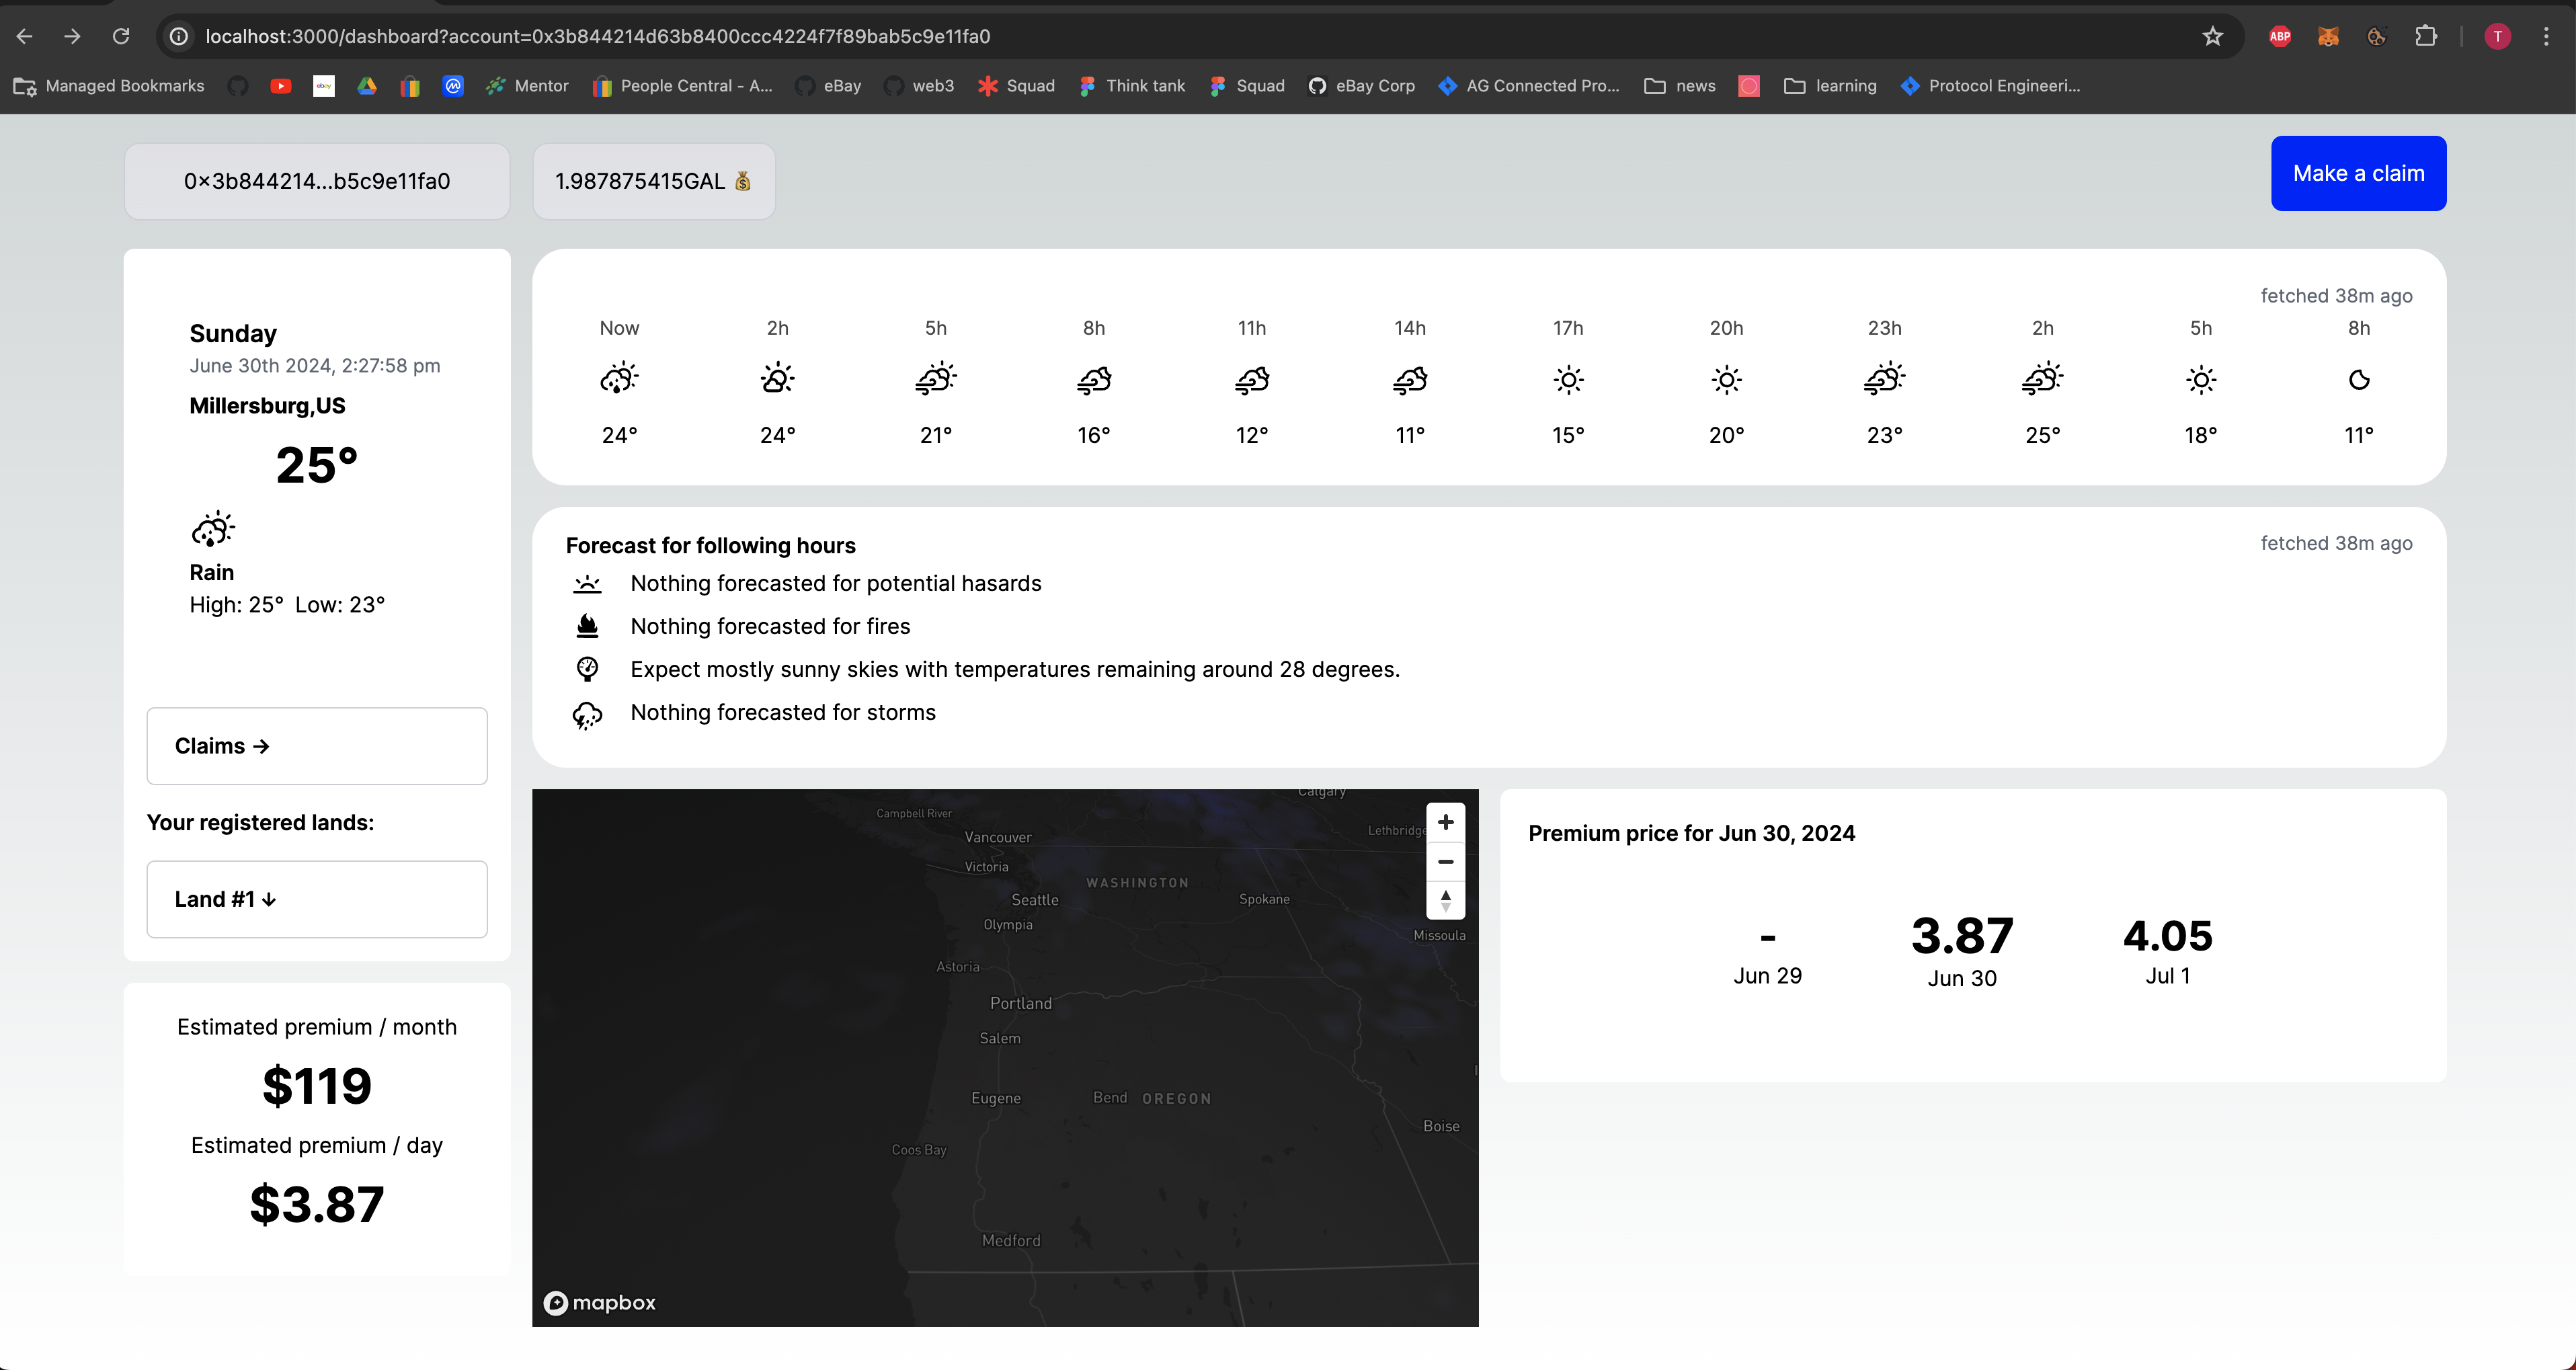 localhost:3000/dashboard?account=0x3b844214d63b8400ccc4224f7f89bab5c9e11fa0
ABP
T
Managed Bookmarks
ebay
Mentor
People Central - A...
eBay
web3
Squad
Think tank
Squad
eBay Corp
AG Connected Pro...
news
learning
Protocol Engineeri...
0x3b844214...b5c9e11fa0
1.987875415GAL 💰
Make a claim
Sunday
June 30th 2024, 2:27:58 pm
Millersburg,US
25°
Rain
High: 25° Low: 23°
Claims →
Your registered lands:
Land #1 ↓
Estimated premium / month
$119
Estimated premium / day
$3.87
fetched 38m ago
Now 2h 5h 8h 11h 14h 17h 20h 23h 2h 5h 8h
24° 24° 21° 16° 12° 11° 15° 20° 23° 25° 18° 11°
Forecast for following hours
fetched 38m ago
Nothing forecasted for potential hasards
Nothing forecasted for fires
Expect mostly sunny skies with temperatures remaining around 28 degrees.
Nothing forecasted for storms
Calgary
Campbell River
Lethbridge
Vancouver
Victoria
WASHINGTON
Seattle
Spokane
Olympia
Missoula
Astoria
Portland
Salem
Eugene
Bend
OREGON
Boise
Coos Bay
Medford
mapbox
Premium price for Jun 30, 2024
- 3.87 4.05
Jun 29 Jun 30 Jul 1